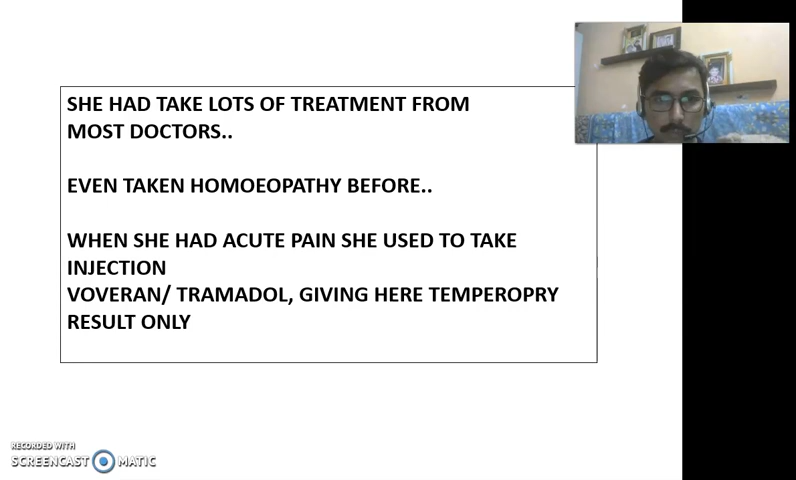 SHE HAD TAKE LOTS OF TREATMENT FROM
MOST DOCTORS..
EVEN TAKEN HOMOEOPATHY BEFORE..
WHEN SHE HAD ACUTE PAIN SHE USED TO TAKE
INJECTION
VOVERAN/ TRAMADOL, GIVING HERE TEMPEROPRY
RESULT ONLY
RECORDED WITH
SCREENCAST MATIC